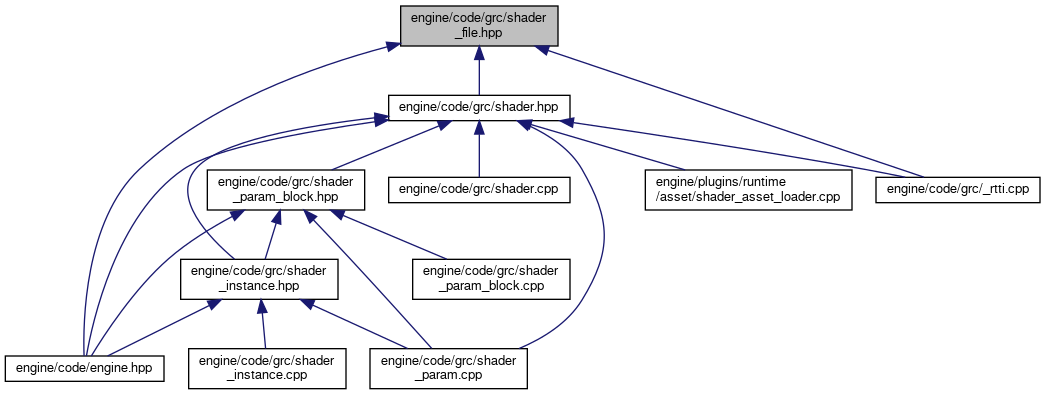 engine/code/grc/shader
_file.hpp
engine/code/grc/shader.hpp
engine/code/grc/shader
_param_block.hpp
engine/code/grc/shader.cpp
engine/plugins/runtime
/asset/shader_asset_loader.cpp
engine/code/grc/_rtti.cpp
engine/code/grc/shader
_instance.hpp
engine/code/grc/shader
_param_block.cpp
engine/code/engine.hpp
engine/code/grc/shader
_instance.cpp
engine/code/grc/shader
_param.cpp